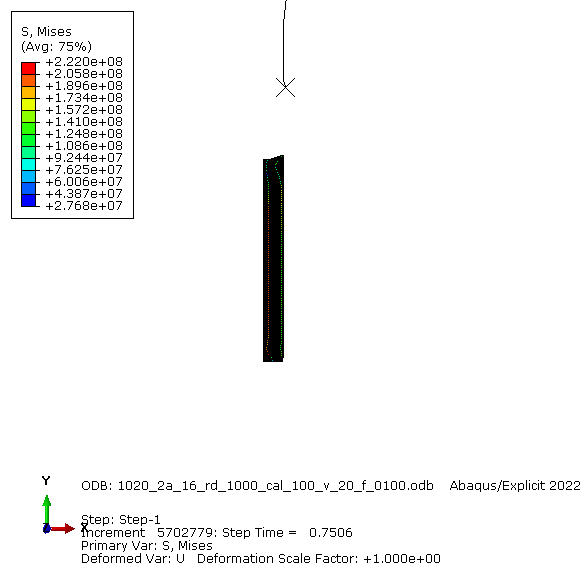 S, Mises
(Avg: 75%)
+2.220e+08
+2.058e+08
+1.896e+08
+1.734e+08
+1.572e+08
+1.410e+08
+1.248e+08
+1.086e+08
+9.244e+07
+7.625e+07
+6.006e+07
+4.387e+07
+2.768e+07
Y
X
ODB: 1020_2a_16_rd_1000_cal_100_v_20_f_0100.odb Abaqus/Explicit 2022
Step: Step-1
Increment 5702779: Step Time = 0.7506
Primary Var: S, Mises
Deformed Var: U Deformation Scale Factor: +1.000e+00